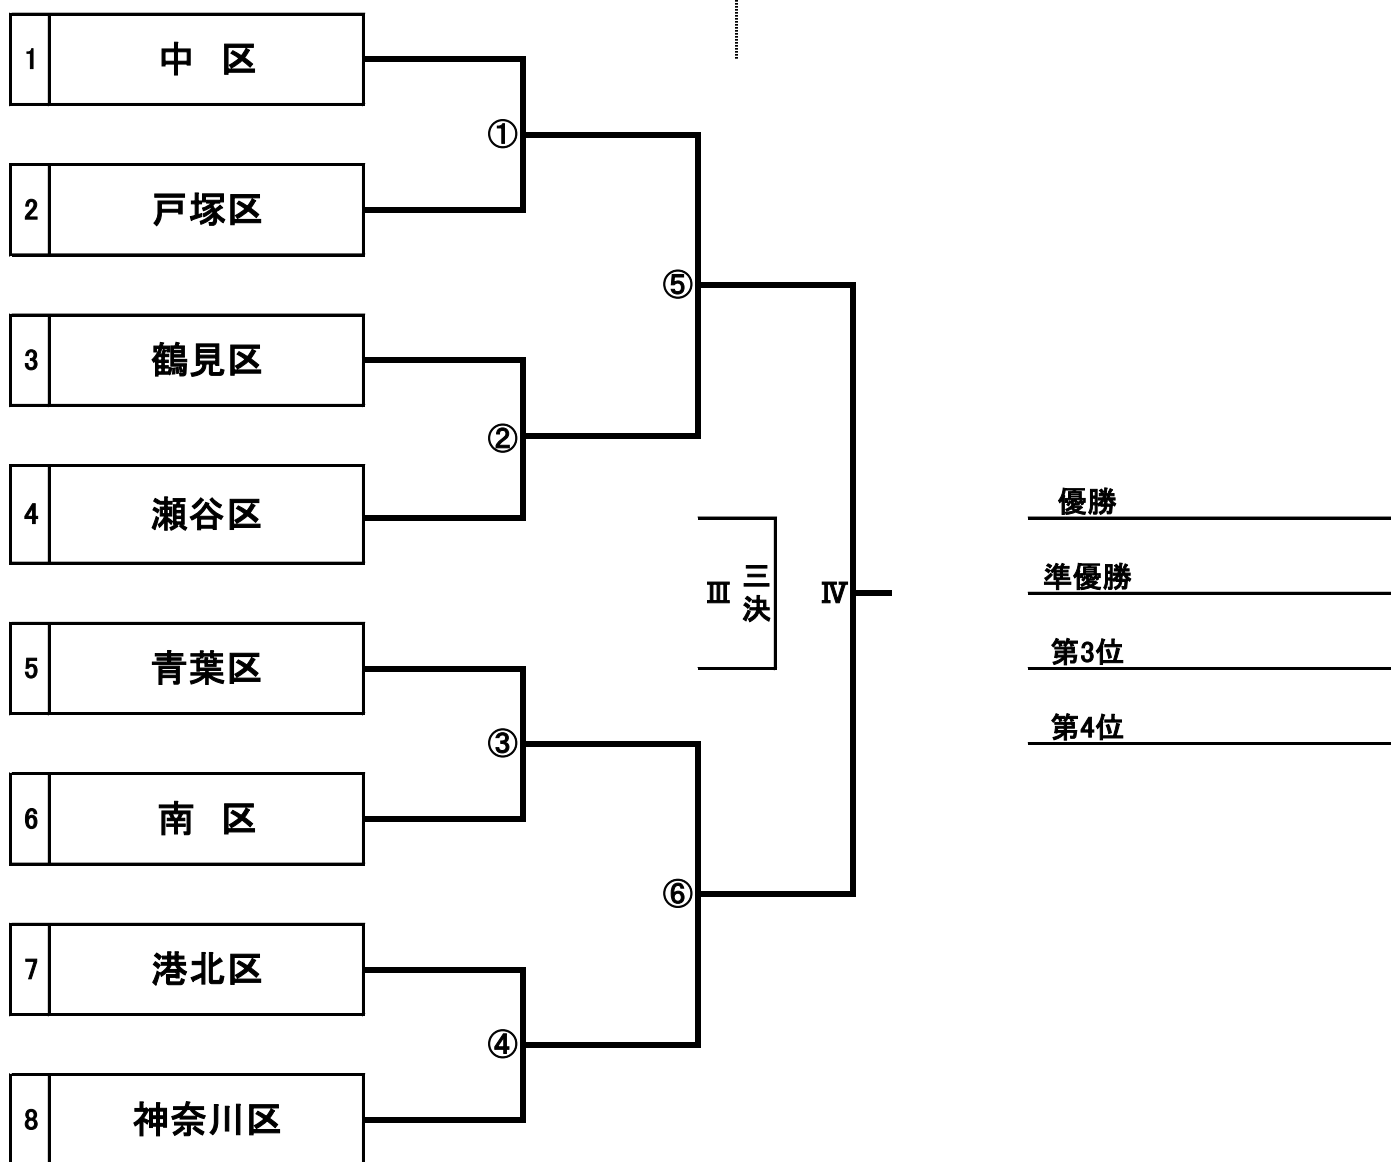 1 中 区
①
2 戸塚区
⑤
3 鶴見区
②
4 瀬谷区
優勝
三決
Ⅲ
Ⅳ
準優勝
5 青葉区
第3位
③
第4位
6 南 区
⑥
7 港北区
④
8 神奈川区